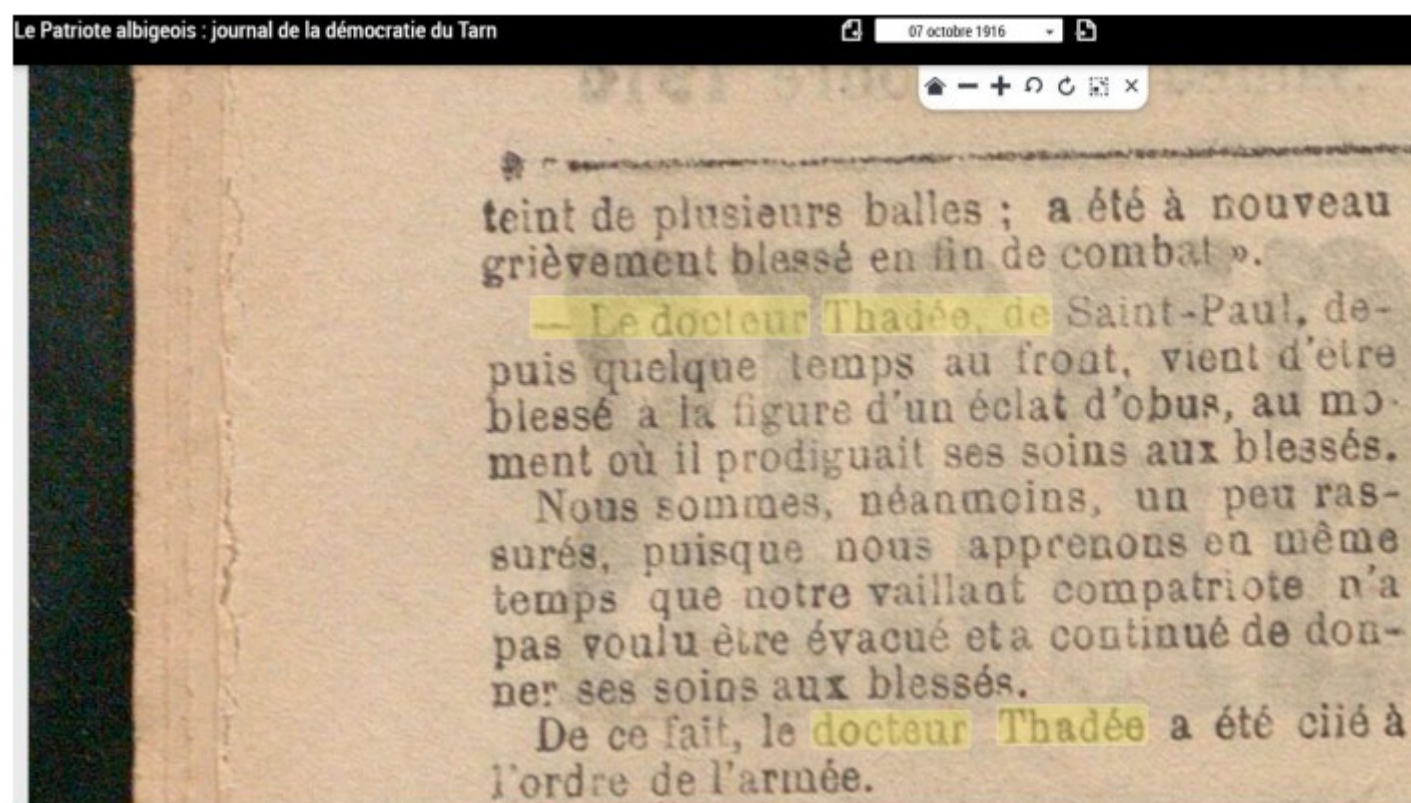 Le Patriote albigeois : journal de la démocratie du Tarn
07 octobre 1916
teint de plusieurs balles ; a été à nouveau
grièvement blessé en fin de combat ».
— Le docteur Thadée, de Saint-Paul, de-
puis quelque temps au front, vient d'etre
blessé à la figure d'un éclat d'obus, au mo-
ment où il prodiguait ses soins aux blessés.
Nous sommes, néanmoins, un peu ras-
surés, puisque nous apprenons en même
temps que notre vaillant compatriote n'a
pas voulu être évacué et a continué de don-
ner ses soins aux blessés.
De ce fait, le docteur Thadée a été cité à
l'ordre de l'armée.